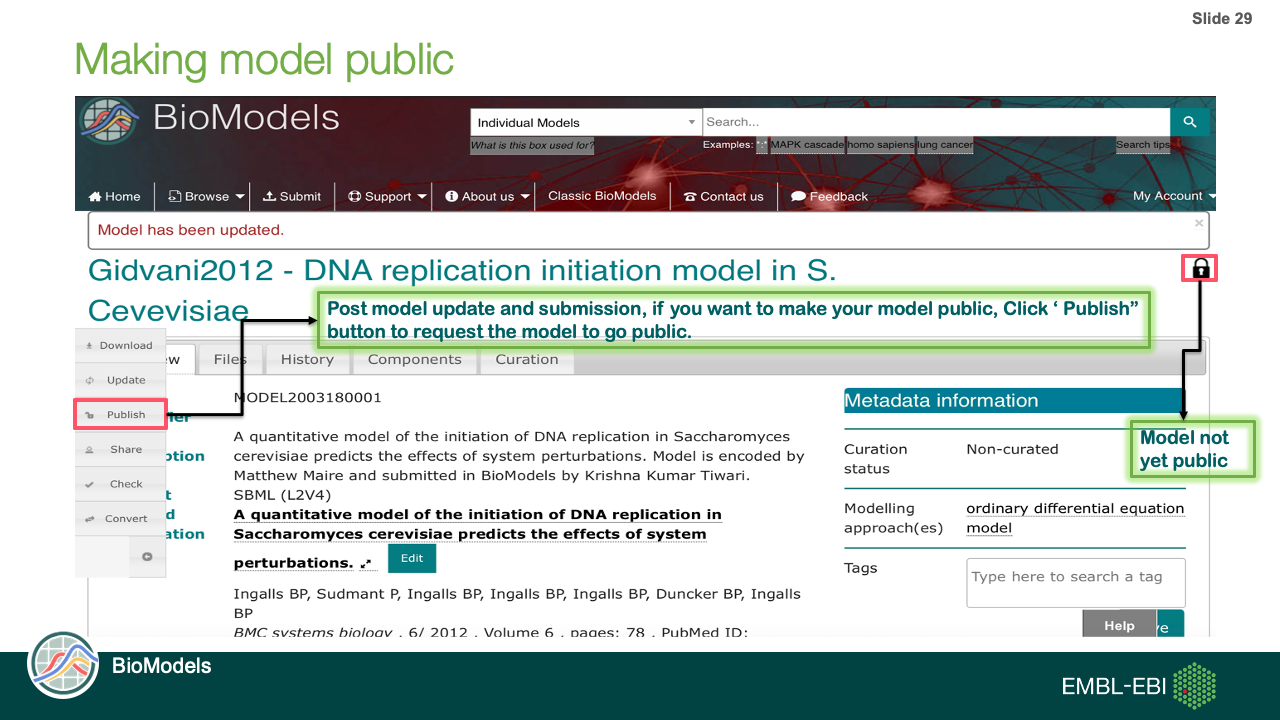 Slide 29
Making model public
BioModels
Individual Models
Search...
What is this box used for?
Examples: *:* MAPK cascade homo sapiens lung cancer
Search tips
Home
Browse
Submit
Support
About us
Classic BioModels
Contact us
Feedback
My Account
Model has been updated.
×
Gidvani2012 - DNA replication initiation model in S.
Cevevisiae
Post model update and submission, if you want to make your model public, Click ‘ Publish”
button to request the model to go public.
Download
Update
Publish
Share
Check
Convert
Files
History
Components
Curation
MODEL2003180001
A quantitative model of the initiation of DNA replication in Saccharomyces
cerevisiae predicts the effects of system perturbations. Model is encoded by
Matthew Maire and submitted in BioModels by Krishna Kumar Tiwari.
SBML (L2V4)
A quantitative model of the initiation of DNA replication in
Saccharomyces cerevisiae predicts the effects of system
perturbations.
Edit
Ingalls BP, Sudmant P, Ingalls BP, Ingalls BP, Ingalls BP, Duncker BP, Ingalls
BP
BMC systems biology , 6/ 2012 , Volume 6 , pages: 78 , PubMed ID:
Metadata information
Model not
yet public
Curation
status
Non-curated
Modelling
approach(es)
ordinary differential equation
model
Tags
Type here to search a tag
Help
BioModels
EMBL-EBI